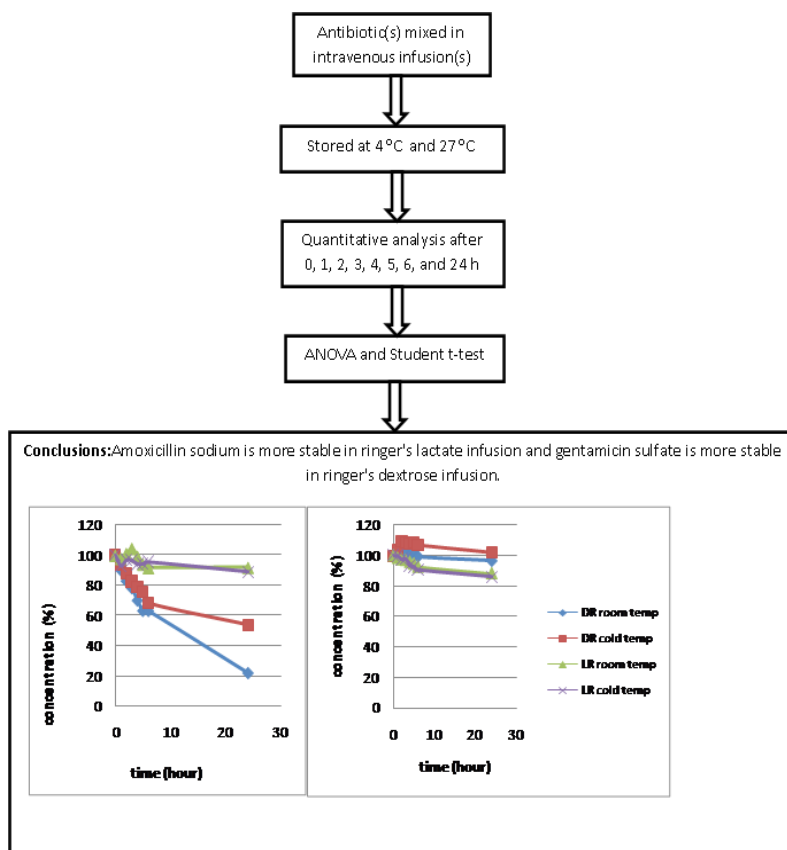 Antibiotic(s) mixed in
intravenous infusion(s)
Stored at 4°C and 27°C
Quantitative analysis after
0, 1, 2, 3, 4, 5, 6, and 24 h
ANOVA and Student t-test
Conclusions:Amoxicillin sodium is more stable in ringer's lactate infusion and gentamicin sulfate is more stable
in ringer's dextrose infusion.
120
100
80
60
40
20
0
concentration (%)
0 10 20 30
time (hour)
120
100
80
60
40
20
0
concentration (%)
0 10 20 30
time (hour)
DR room temp
DR cold temp
LR room temp
LR cold temp